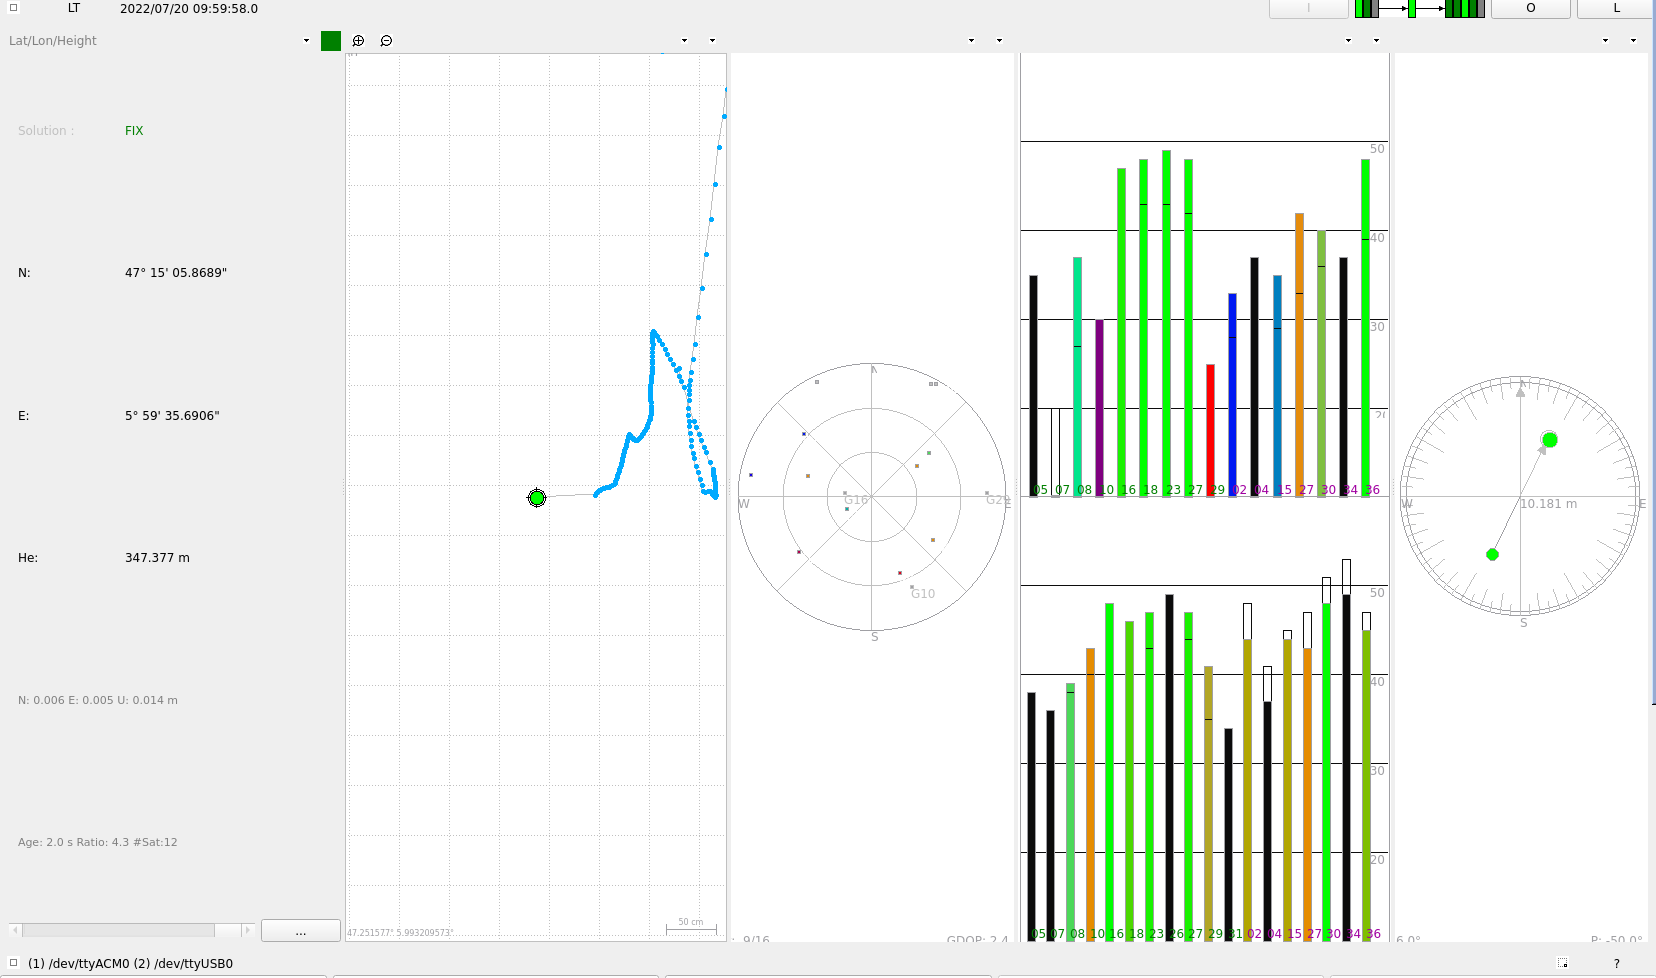 LT 2022/07/20 09:59:58.0 I O L
Lat/Lon/Height
Solution : FIX
N: 47° 15' 05.8689"
E: 5° 59' 35.6906"
He: 347.377 m
N: 0.006 E: 0.005 U: 0.014 m
Age: 2.0 s Ratio: 4.3 #Sat:12
...
50 cm
47.251577° 5.993209573°
N
W
E
S
G16
G29
G10
: 9/16 GDOP: 2.4
50
40
30
05 07 08 10 16 18 23 27 29 02 04 15 27 30 34 36
50
40
30
20
05 07 08 10 16 18 23 26 27 29 31 02 04 15 27 30 34 36
N
W
E
10.181 m
S
6.0° P: -50.0°
(1) /dev/ttyACM0 (2) /dev/ttyUSB0 ?